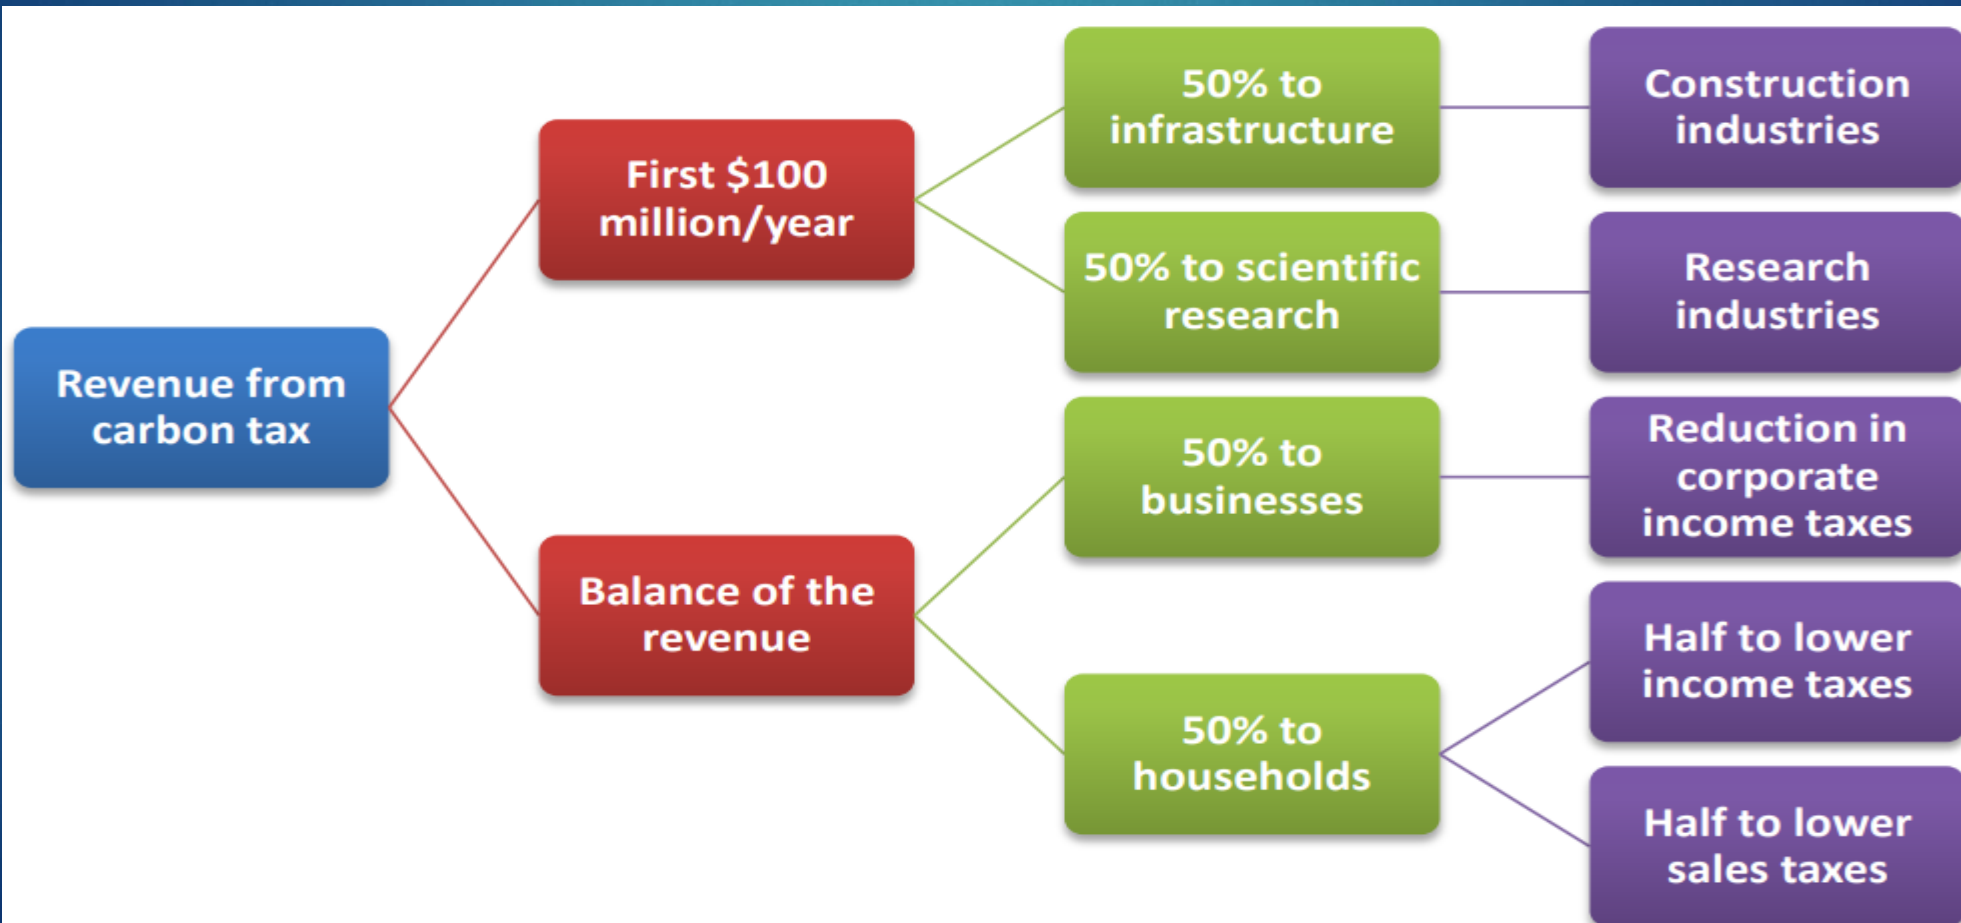 Revenue from
carbon tax
First $100
million/year
Balance of the
revenue
50% to
infrastructure
50% to scientific
research
50% to
businesses
50% to
households
Construction
industries
Research
industries
Reduction in
corporate
income taxes
Half to lower
income taxes
Half to lower
sales taxes